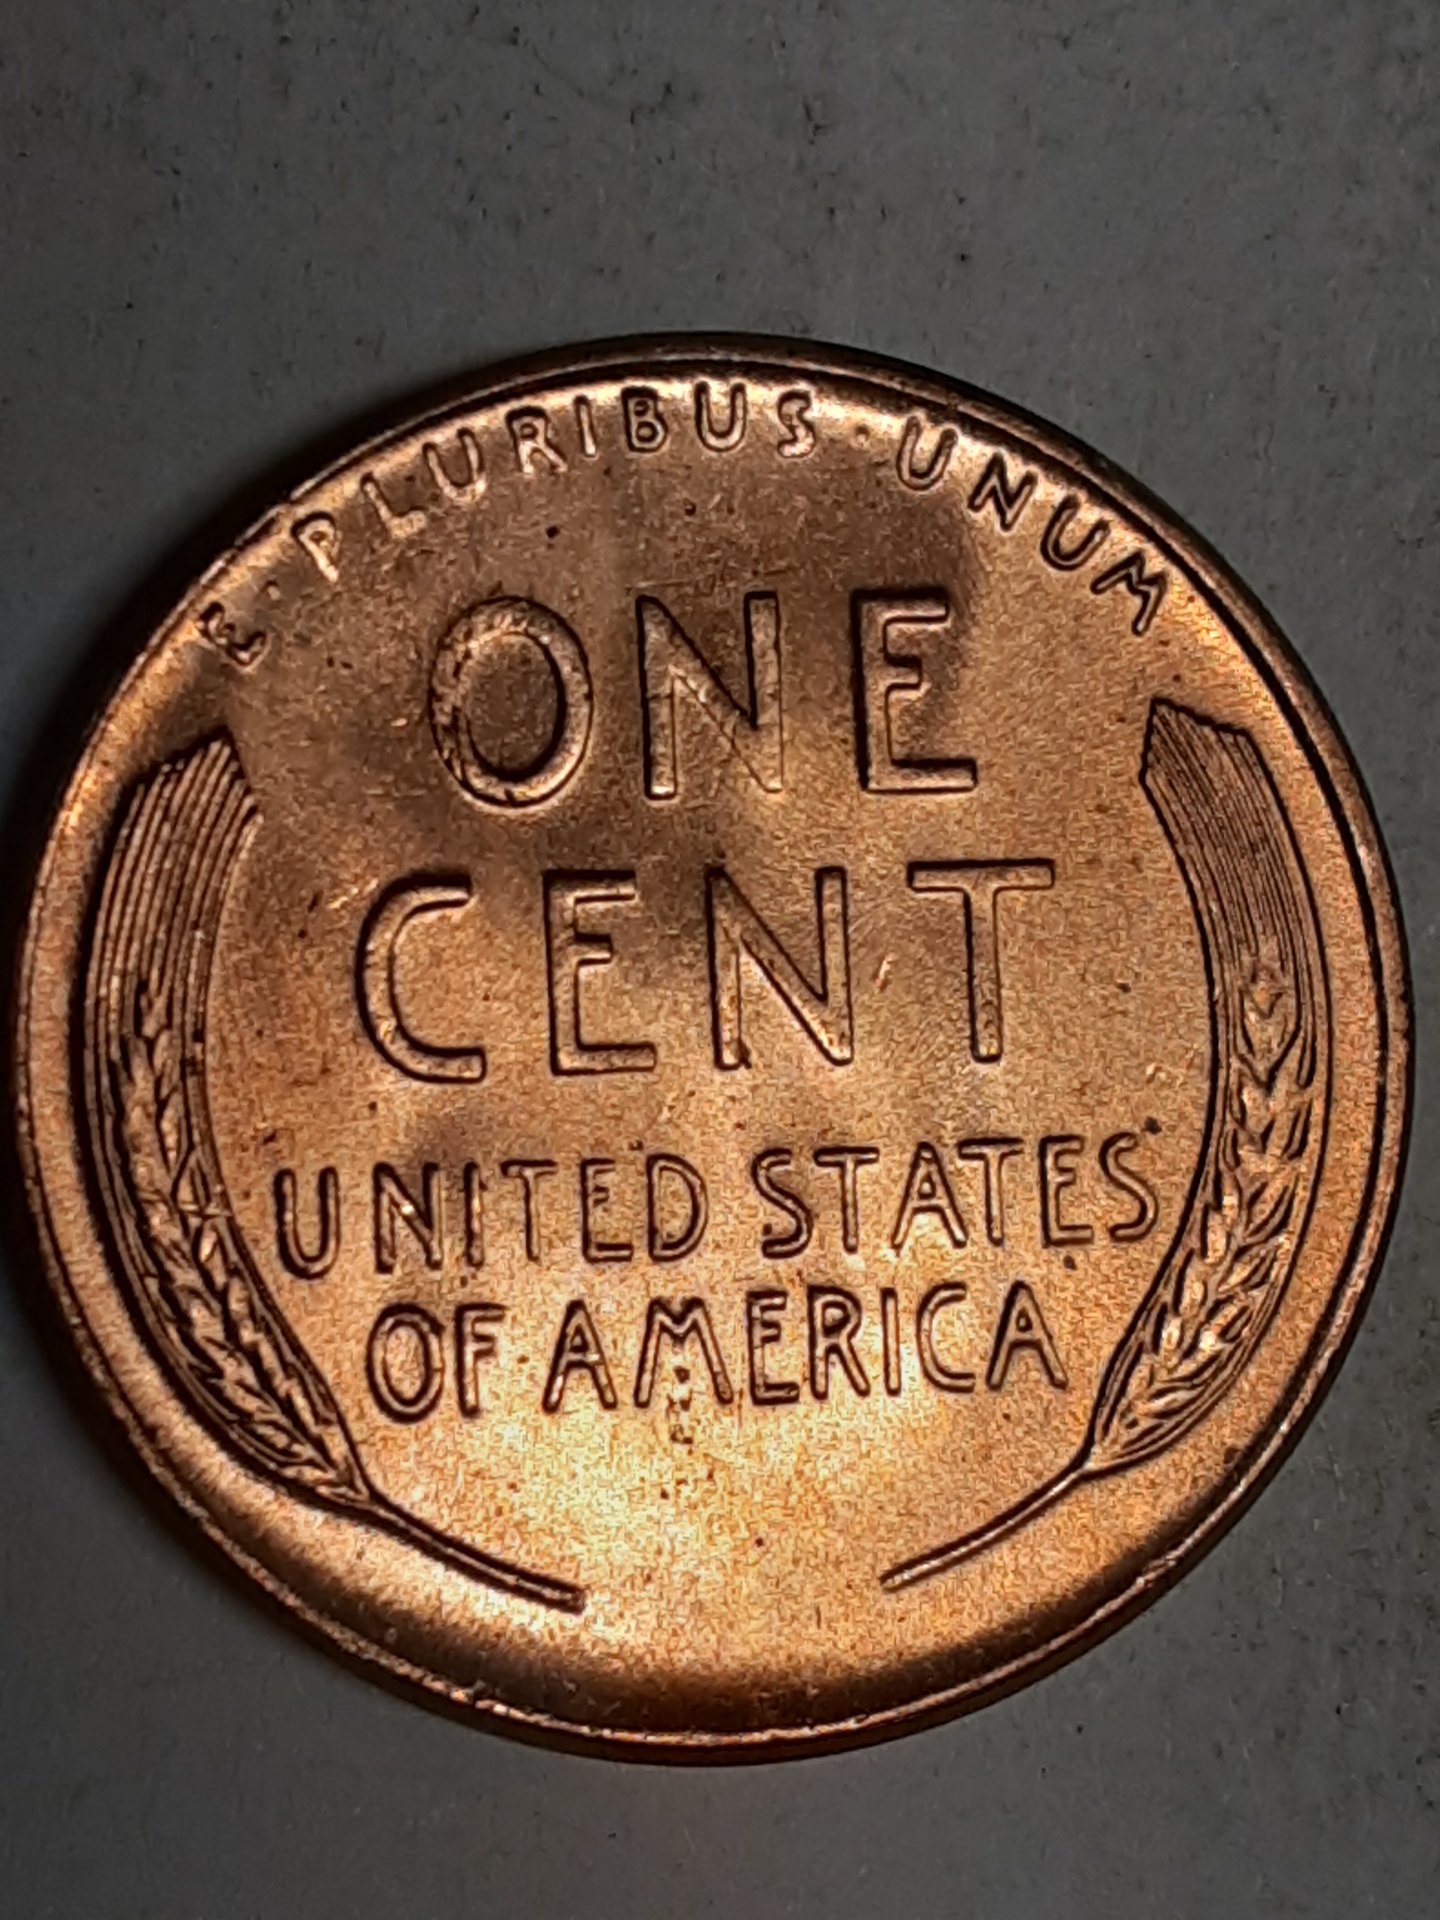 E · PLURIBUS · UNUM
ONE
CENT
UNITED STATES
OF AMERICA